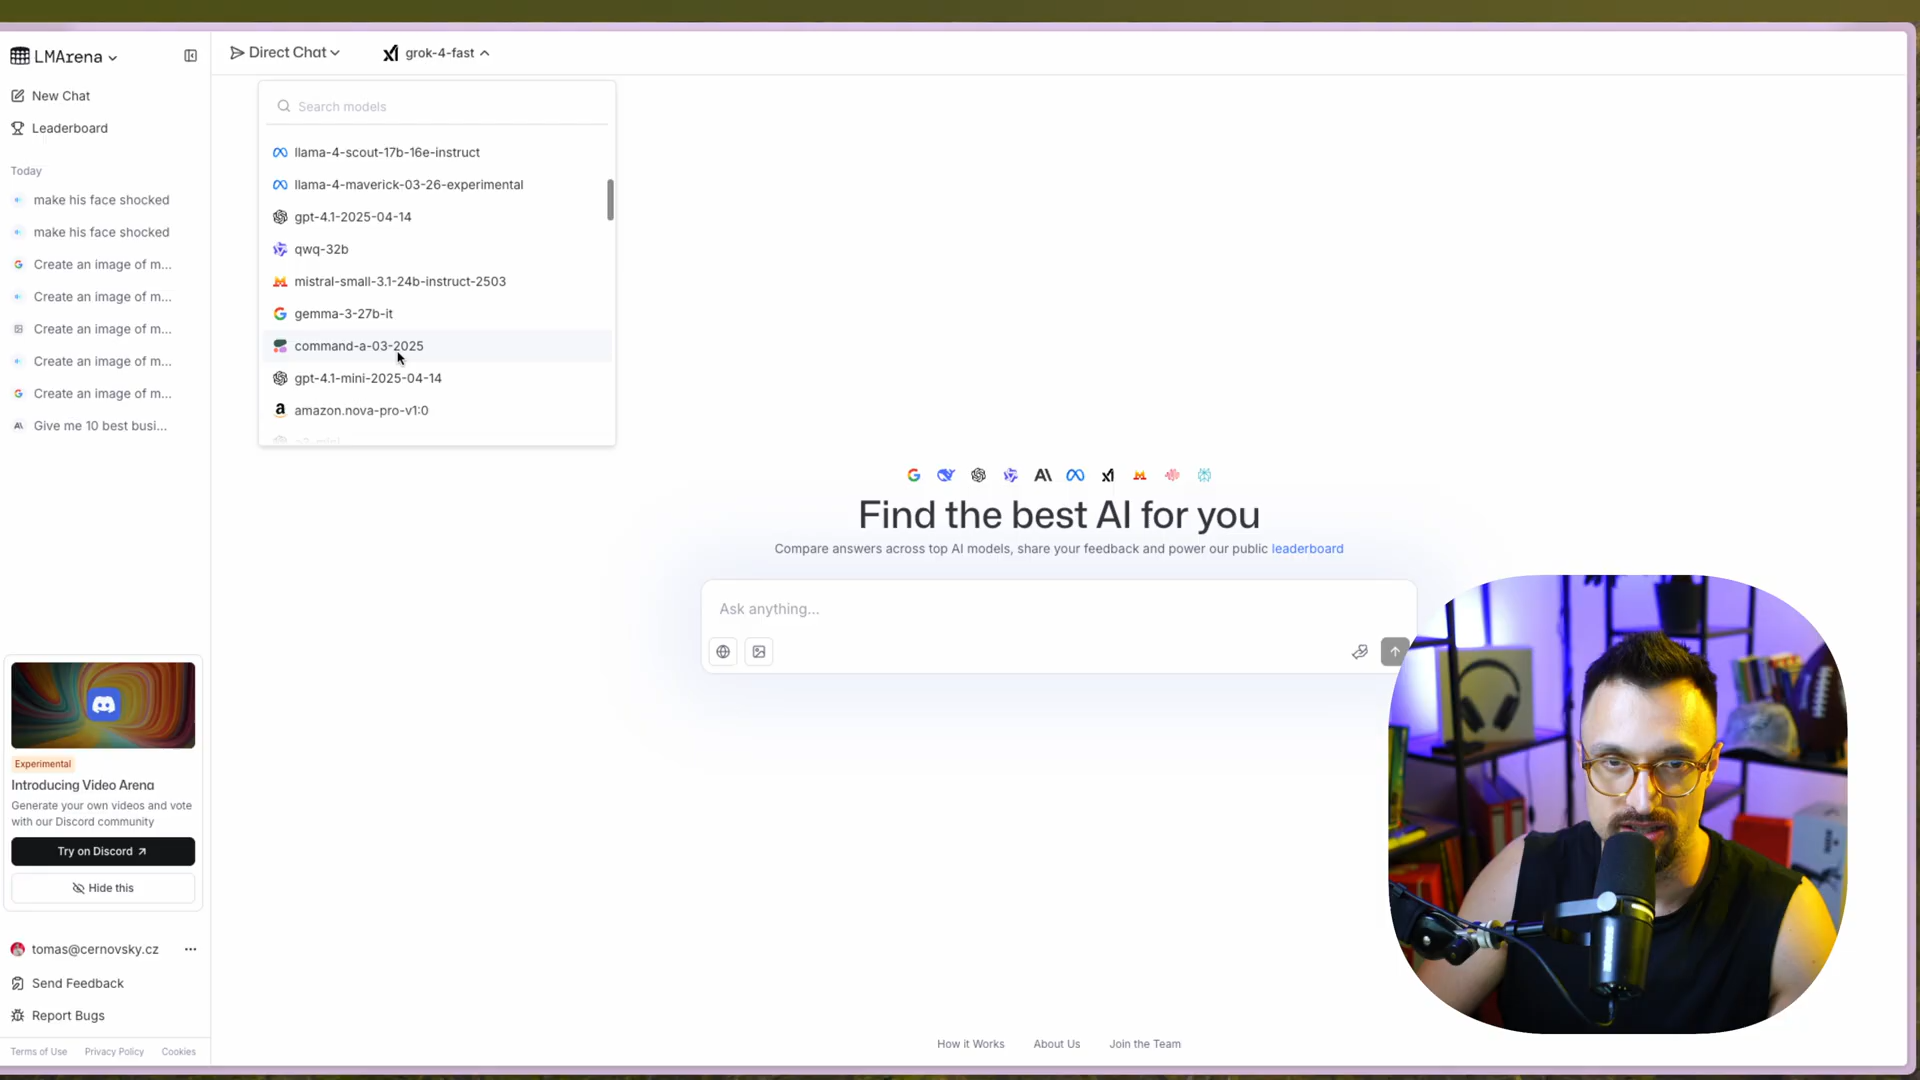 LMArena
New Chat
Leaderboard
Today
make his face shocked
make his face shocked
Create an image of m...
Create an image of m...
Create an image of m...
Create an image of m...
Create an image of m...
Give me 10 best busi...
Experimental
Introducing Video Arena
Generate your own videos and vote
with our Discord community
Try on Discord
Hide this
tomas@cernovsky.cz
Send Feedback
Report Bugs
Terms of Use Privacy Policy Cookies
Direct Chat grok-4-fast
Search models
llama-4-scout-17b-16e-instruct
llama-4-maverick-03-26-experimental
gpt-4.1-2025-04-14
qwq-32b
mistral-small-3.1-24b-instruct-2503
gemma-3-27b-it
command-a-03-2025
gpt-4.1-mini-2025-04-14
amazon.nova-pro-v1:0
o3-mini
Find the best AI for you
Compare answers across top AI models, share your feedback and power our public leaderboard
Ask anything...
How it Works About Us Join the Team